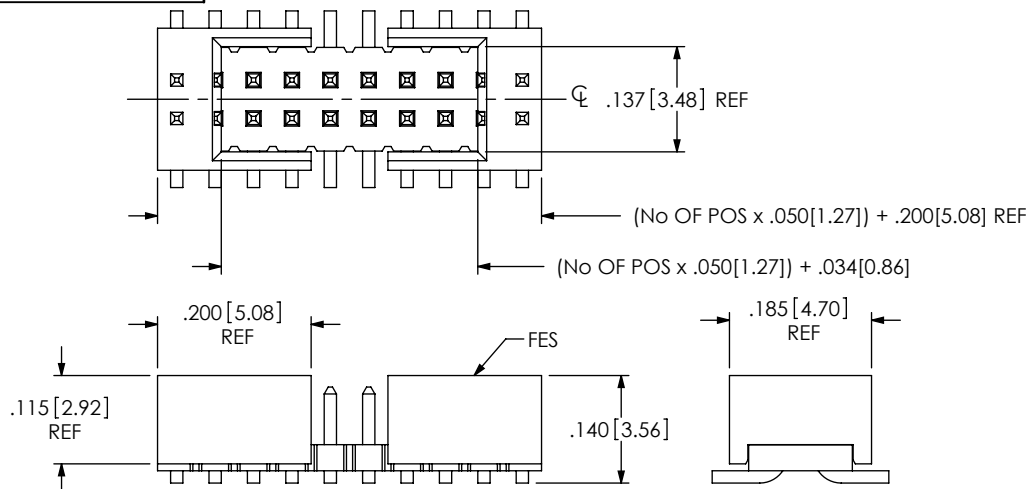 ℄ .137[3.48] REF
(No OF POS x .050[1.27]) + .200[5.08] REF
(No OF POS x .050[1.27]) + .034[0.86]
.200[5.08]
REF
FES
.185[4.70]
REF
.115[2.92]
REF
.140[3.56]